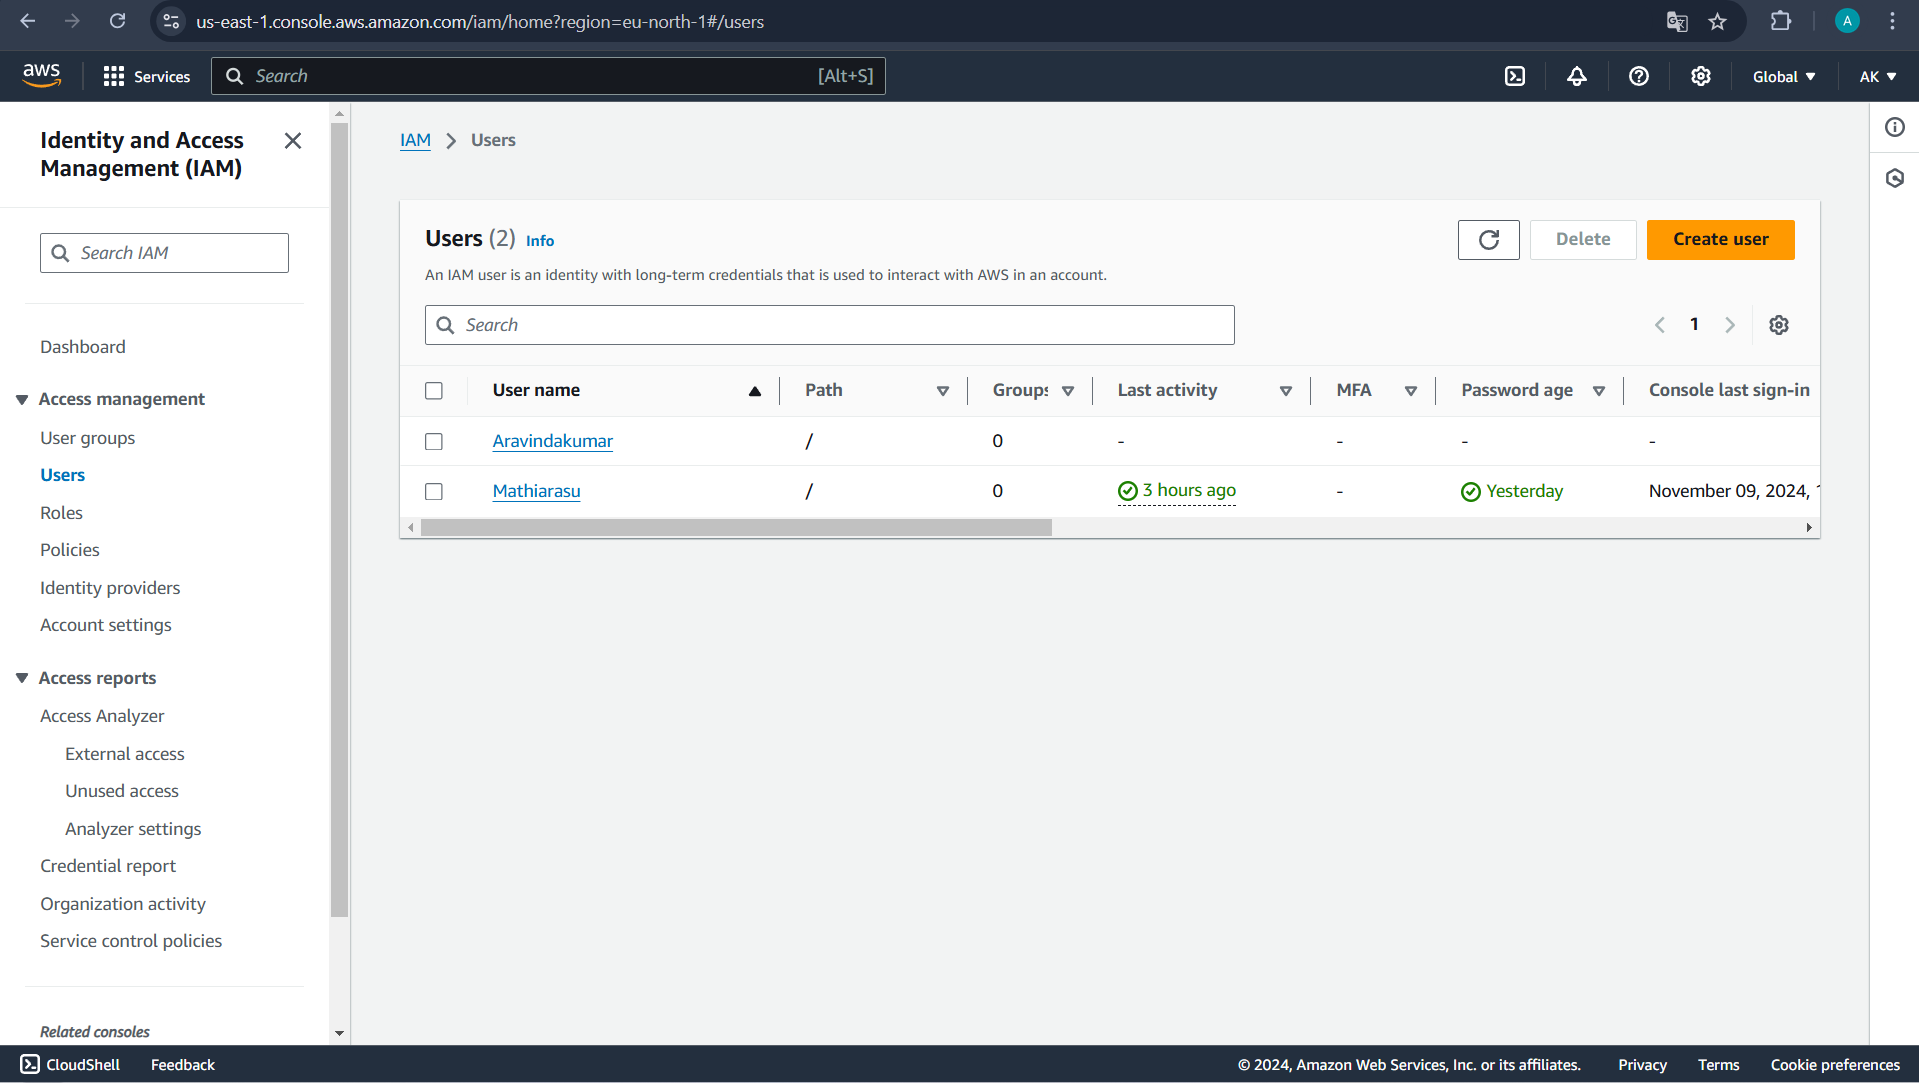 us-east-1.console.aws.amazon.com/iam/home?region=eu-north-1#/users
A
aws
Services
Search
[Alt+S]
Global
AK
Identity and Access
Management (IAM)
Search IAM
Dashboard
Access management
User groups
Users
Roles
Policies
Identity providers
Account settings
Access reports
Access Analyzer
External access
Unused access
Analyzer settings
Credential report
Organization activity
Service control policies
Related consoles
IAM > Users
Users (2) Info
Delete
Create user
An IAM user is an identity with long-term credentials that is used to interact with AWS in an account.
Search
1
User name Path Groups Last activity MFA Password age Console last sign-in
Aravindakumar / 0 - - - -
Mathiarasu / 0 3 hours ago - Yesterday November 09, 2024,
CloudShell Feedback © 2024, Amazon Web Services, Inc. or its affiliates. Privacy Terms Cookie preferences